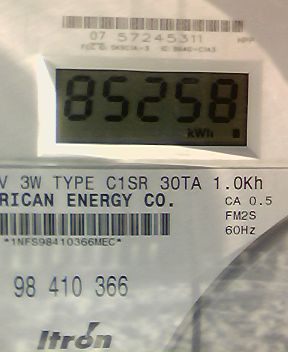 07 57245311
85258
kWh
V 3W TYPE C1SR 30TA 1.0Kh
RICAN ENERGY CO.
CA 0.5
FM2S
60Hz
*1NFS98410366MEC*
98 410 366
Itron